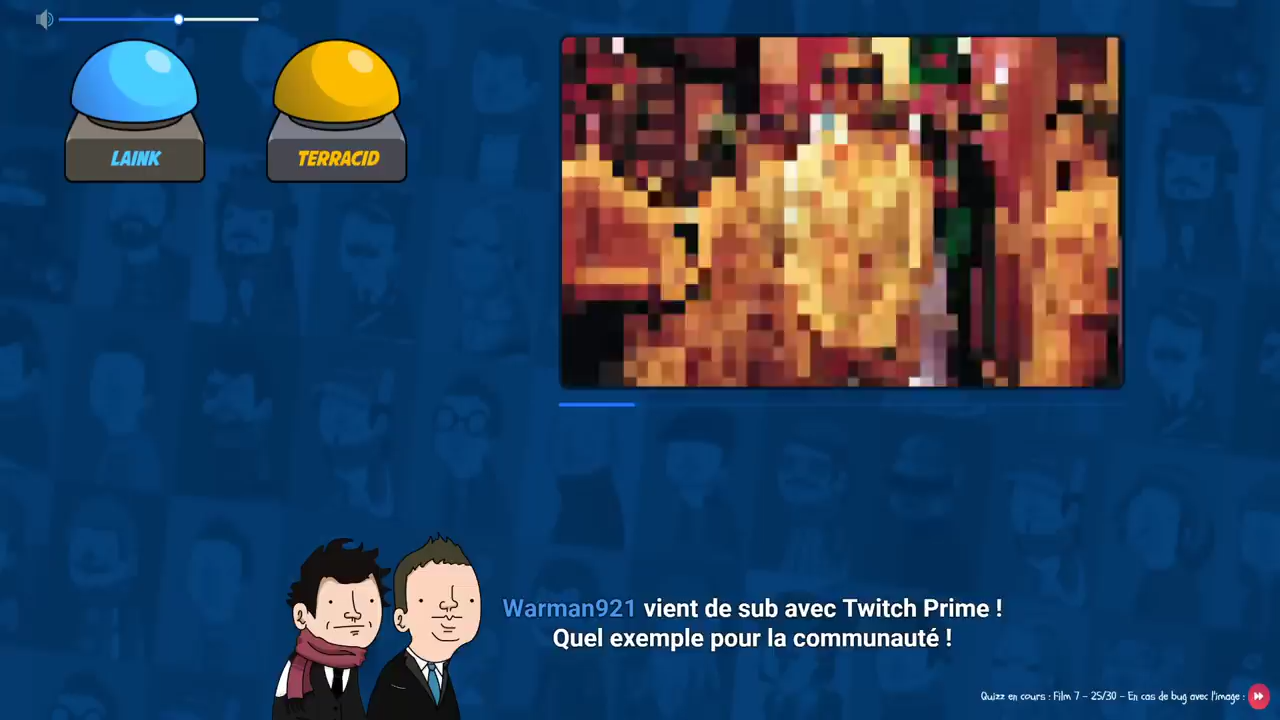 LAINK
TERRACID
Warman921 vient de sub avec Twitch Prime !
Quel exemple pour la communauté !
Quizz en cours : Film 7 - 25/30 - En cas de bug avec l'image :